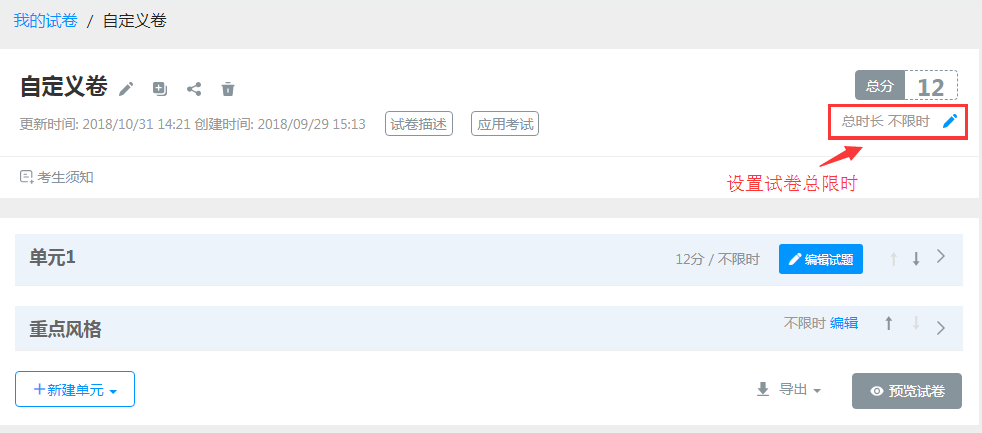 我的试卷 / 自定义卷
自定义卷
总分 12
更新时间: 2018/10/31 14:21 创建时间: 2018/09/29 15:13 试卷描述 应用考试
总时长 不限时
考生须知
设置试卷总限时
单元1 12分 / 不限时 编辑试题
重点风格 不限时 编辑
+新建单元 导出 预览试卷